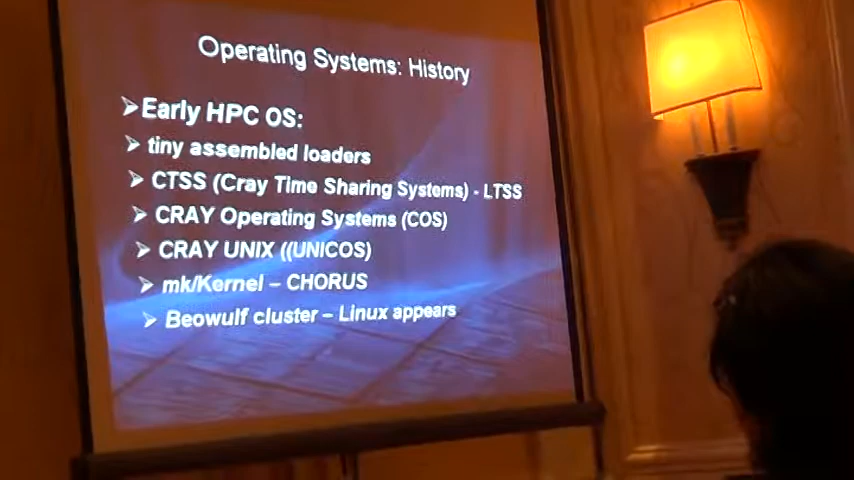 Operating Systems: History
➢Early HPC OS:
➢ tiny assembled loaders
➢ CTSS (Cray Time Sharing Systems) - LTSS
➢ CRAY Operating Systems (COS)
➢ CRAY UNIX ((UNICOS)
➢ mk/Kernel – CHORUS
➢ Beowulf cluster – Linux appears